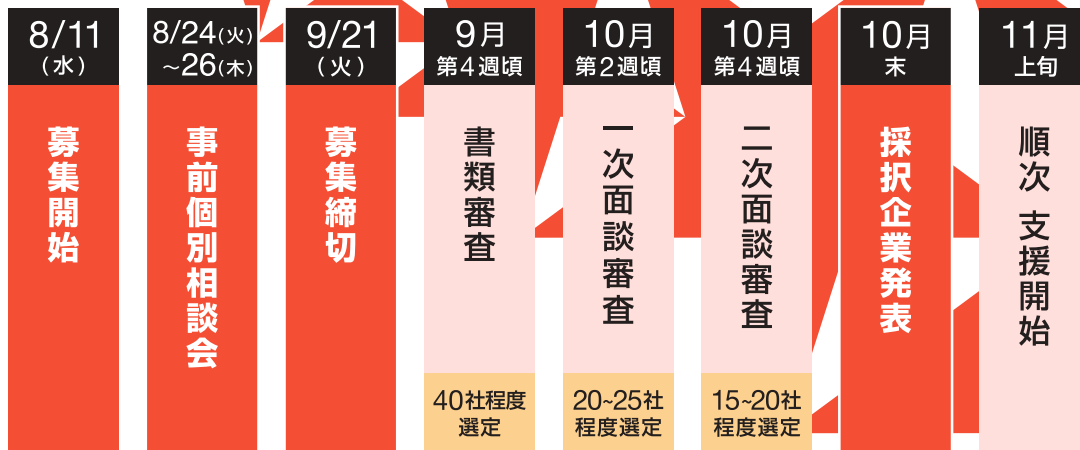 8/11
(水)
募集開始
8/24(火)
～26(木)
事前個別相談会
9/21
(火)
募集締切
9月
第4週頃
書類審査
40社程度
選定
10月
第2週頃
一次面談審査
20~25社
程度選定
10月
第4週頃
二次面談審査
15~20社
程度選定
10月
末
採択企業発表
11月
上旬
順次 支援開始